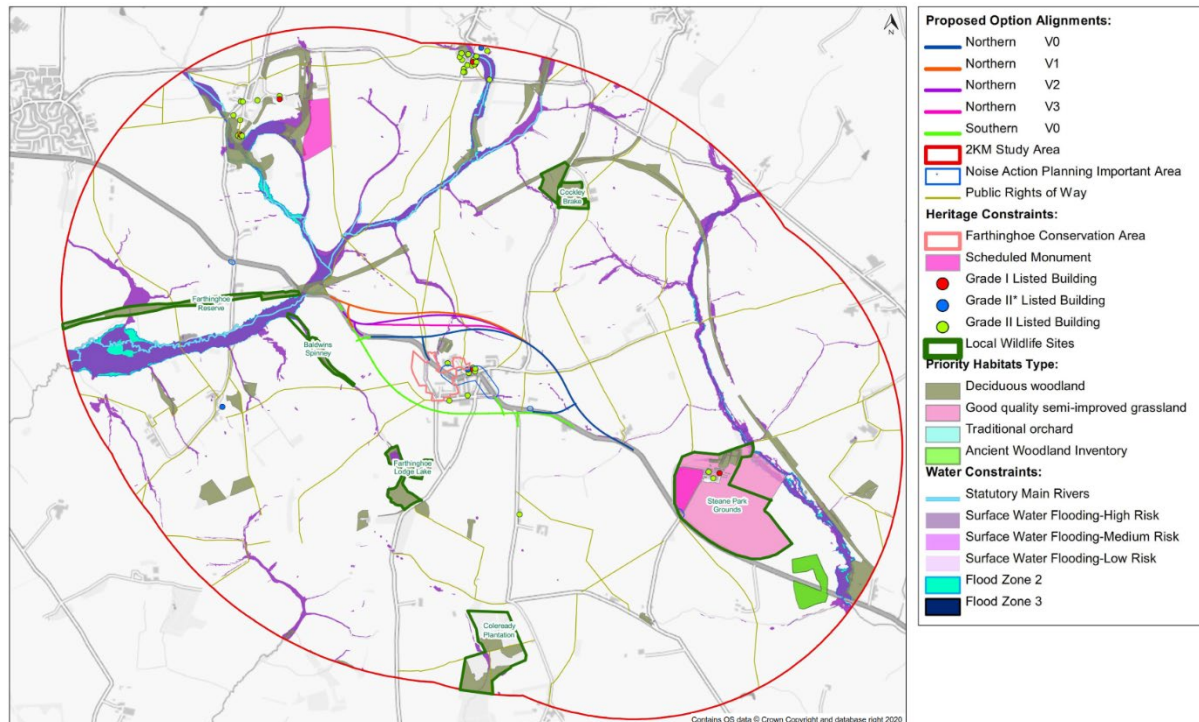 N
Cockley
Brake
Farthinghoe
Reserve
Baldwins
Spinney
Farthinghoe
Lodge Lake
Steane Park
Grounds
Coleready
Plantation
Contains OS data © Crown Copyright and database right 2020
Proposed Option Alignments:
Northern V0
Northern V1
Northern V2
Northern V3
Southern V0
2KM Study Area
Noise Action Planning Important Area
Public Rights of Way
Heritage Constraints:
Farthinghoe Conservation Area
Scheduled Monument
Grade I Listed Building
Grade II* Listed Building
Grade II Listed Building
Local Wildlife Sites
Priority Habitats Type:
Deciduous woodland
Good quality semi-improved grassland
Traditional orchard
Ancient Woodland Inventory
Water Constraints:
Statutory Main Rivers
Surface Water Flooding-High Risk
Surface Water Flooding-Medium Risk
Surface Water Flooding-Low Risk
Flood Zone 2
Flood Zone 3